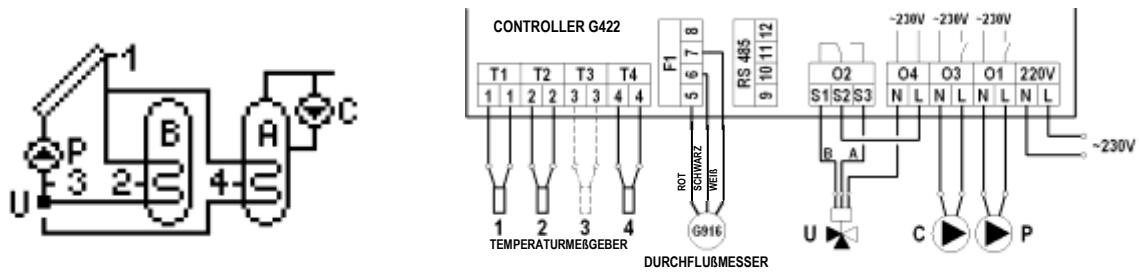 1
B
A
C
P
3
2
4
U
CONTROLLER G422
T1 T2 T3 T4
1 1 2 2 3 3 4 4
F1
5 6 7 8
RS 485
9 10 11 12
~230V ~230V ~230V
O2 O4 O3 O1 220V
S1 S2 S3 N L N L N L N L
ROT
SCHWARZ
WEIß
B A
~230V
1 2 3 4
TEMPERATURMEßGEBER
G916
DURCHFLUßMESSER
U C P